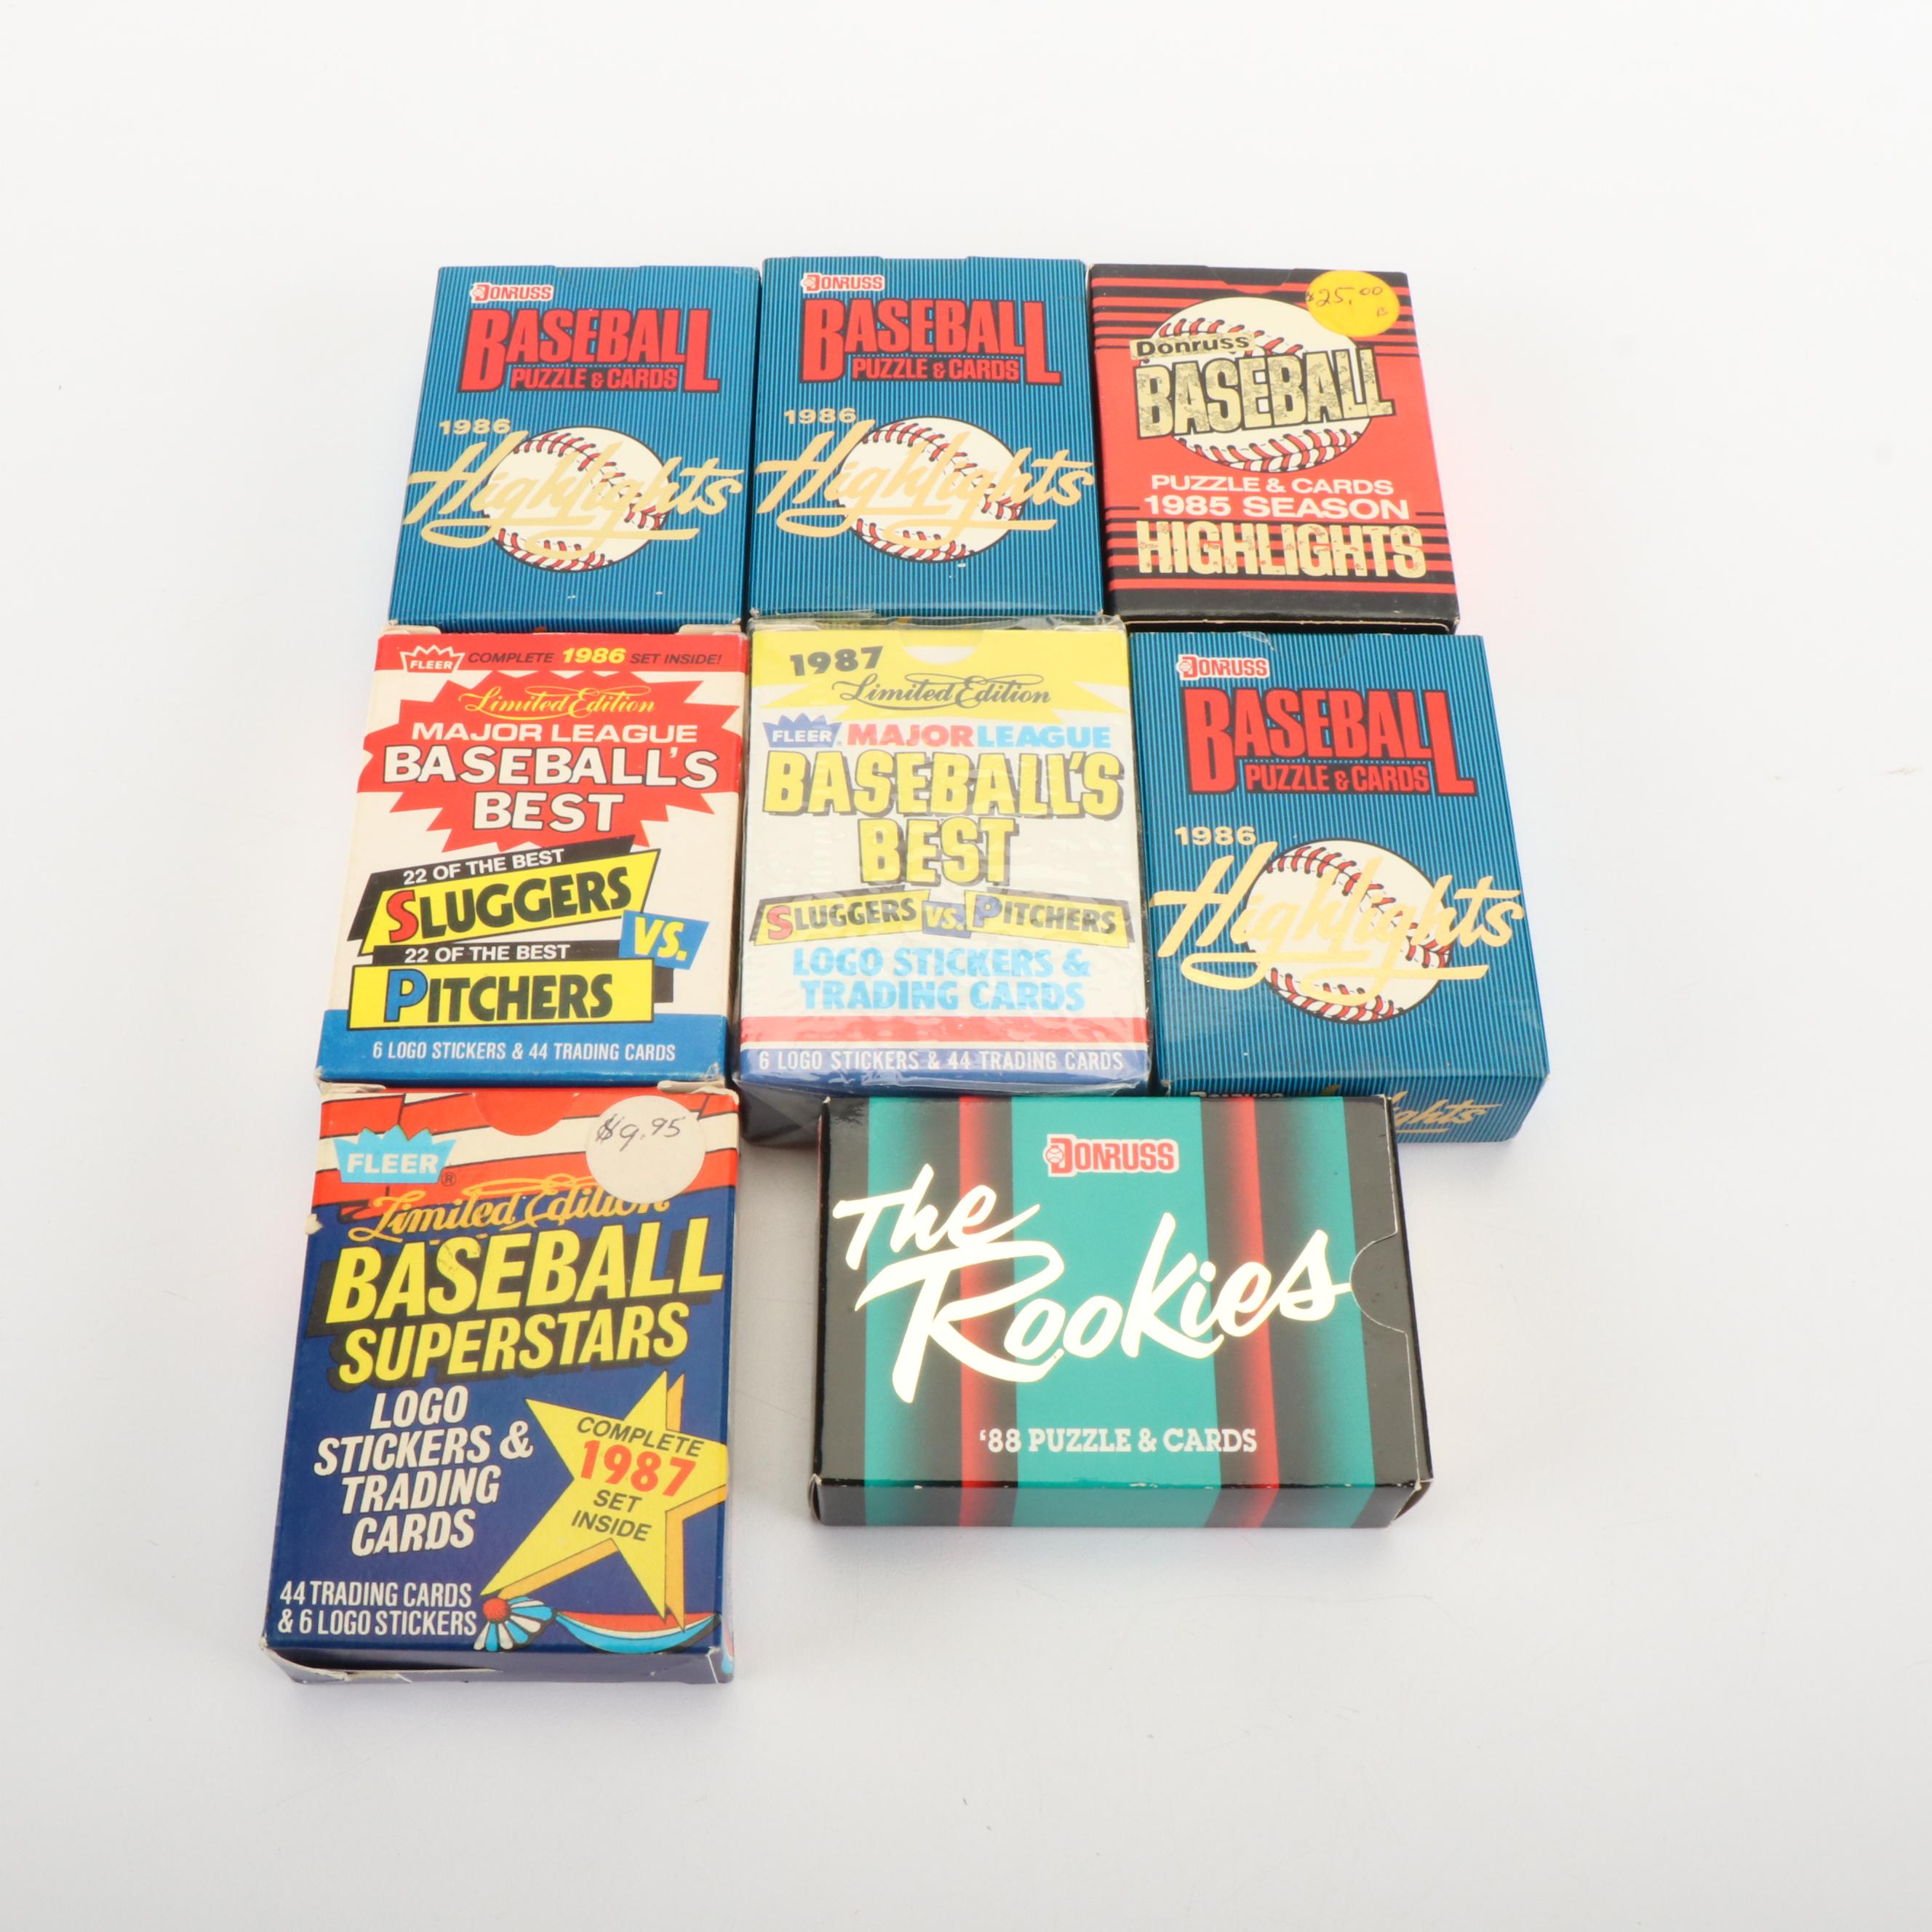 DONRUSS
BASEBALL
PUZZLE & CARDS
1986
Highlights
DONRUSS
BASEBALL
PUZZLE & CARDS
1986
Highlights
$25.00
Donruss
BASEBALL
PUZZLE & CARDS
1985 SEASON
HIGHLIGHTS
FLEER COMPLETE 1986 SET INSIDE!
Limited Edition
MAJOR LEAGUE
BASEBALL'S
BEST
22 OF THE BEST
SLUGGERS
VS.
22 OF THE BEST
PITCHERS
6 LOGO STICKERS & 44 TRADING CARDS
1987
Limited Edition
FLEER® MAJOR LEAGUE
BASEBALL'S
BEST
SLUGGERS VS. PITCHERS
LOGO STICKERS &
TRADING CARDS
6 LOGO STICKERS & 44 TRADING CARDS
DONRUSS
BASEBALL
PUZZLE & CARDS
1986
Highlights
$9.95
FLEER®
Limited Edition
BASEBALL
SUPERSTARS
LOGO
STICKERS &
TRADING
CARDS
COMPLETE
1987
SET
INSIDE
44 TRADING CARDS
& 6 LOGO STICKERS
DONRUSS
The
Rookies
'88 PUZZLE & CARDS